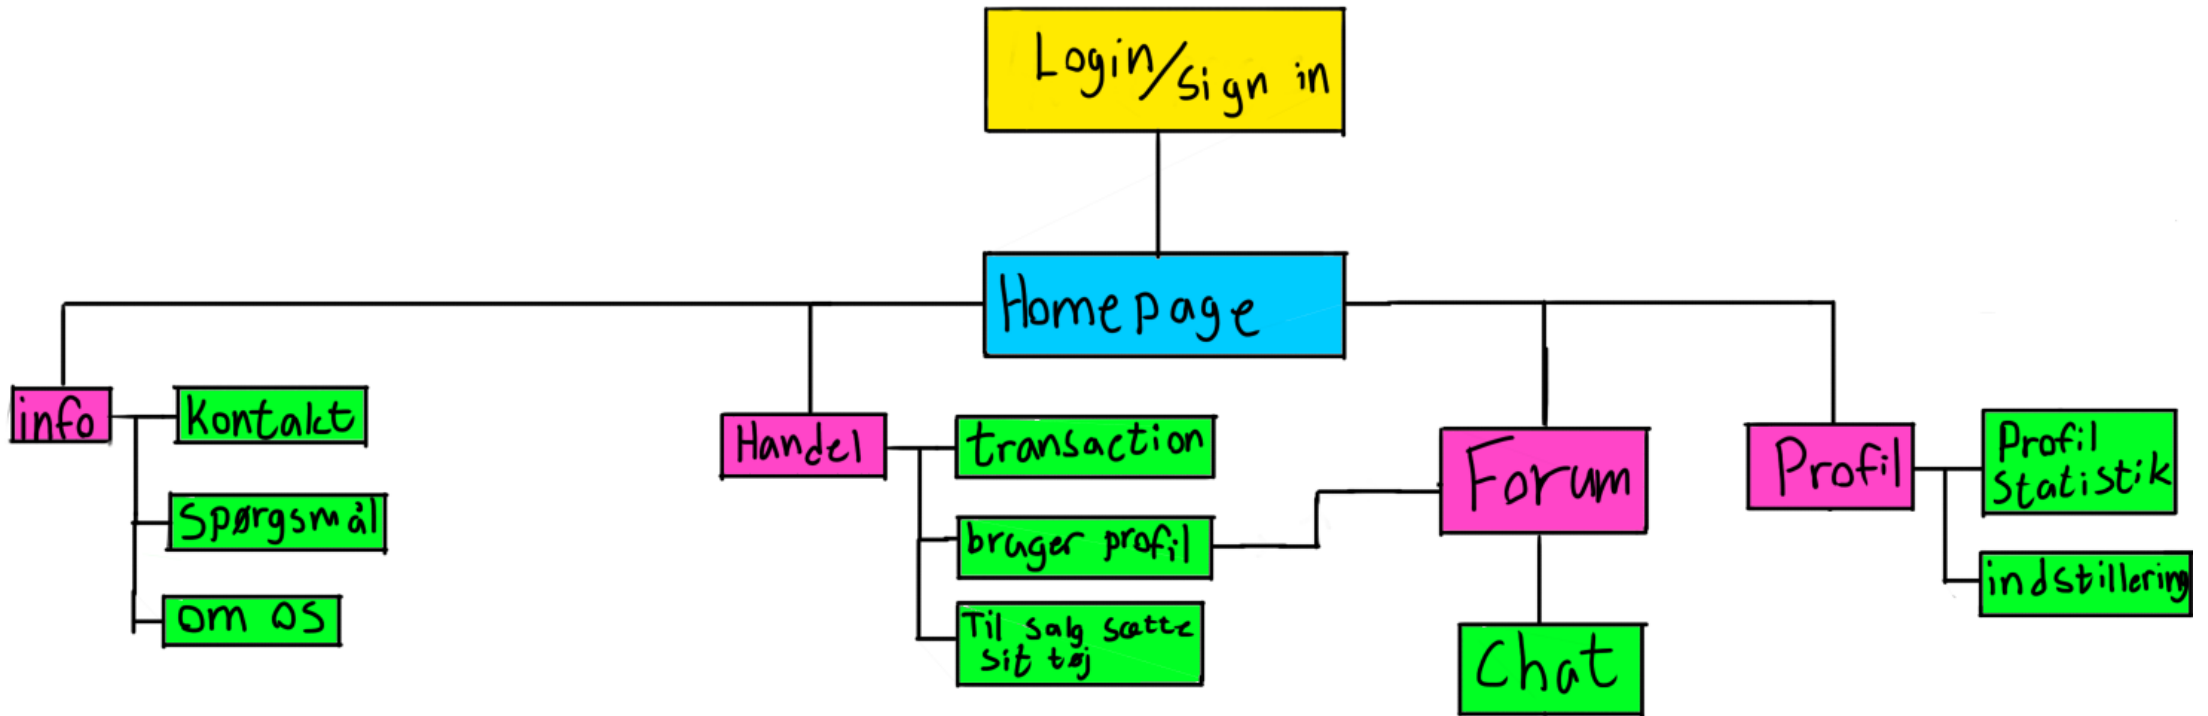 Login/Sign in
Homepage
info
Kontakt
Spørgsmål
om os
Handel
transaction
bruger profil
Til salg sætte
sit tøj
Forum
Chat
Profil
Profil
Statistik
indstillering